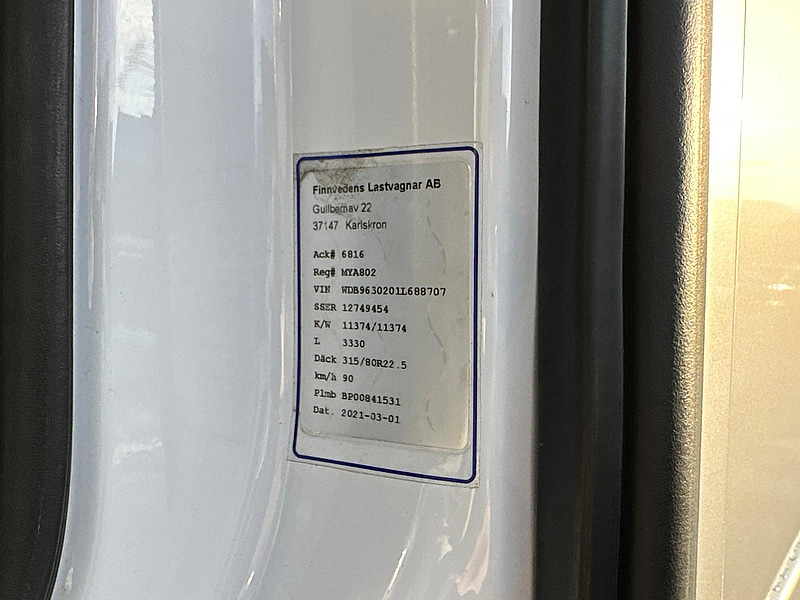 Finnvedens Lastvagnar AB
Gullbernav 22
37147 Karlskron
Ack# 6816
Reg# MYA802
VIN WDB9630201L688707
SSER 12749454
K/W 11374/11374
L 3330
Däck 315/80R22.5
km/h 90
Plmb BP00841531
Dat. 2021-03-01